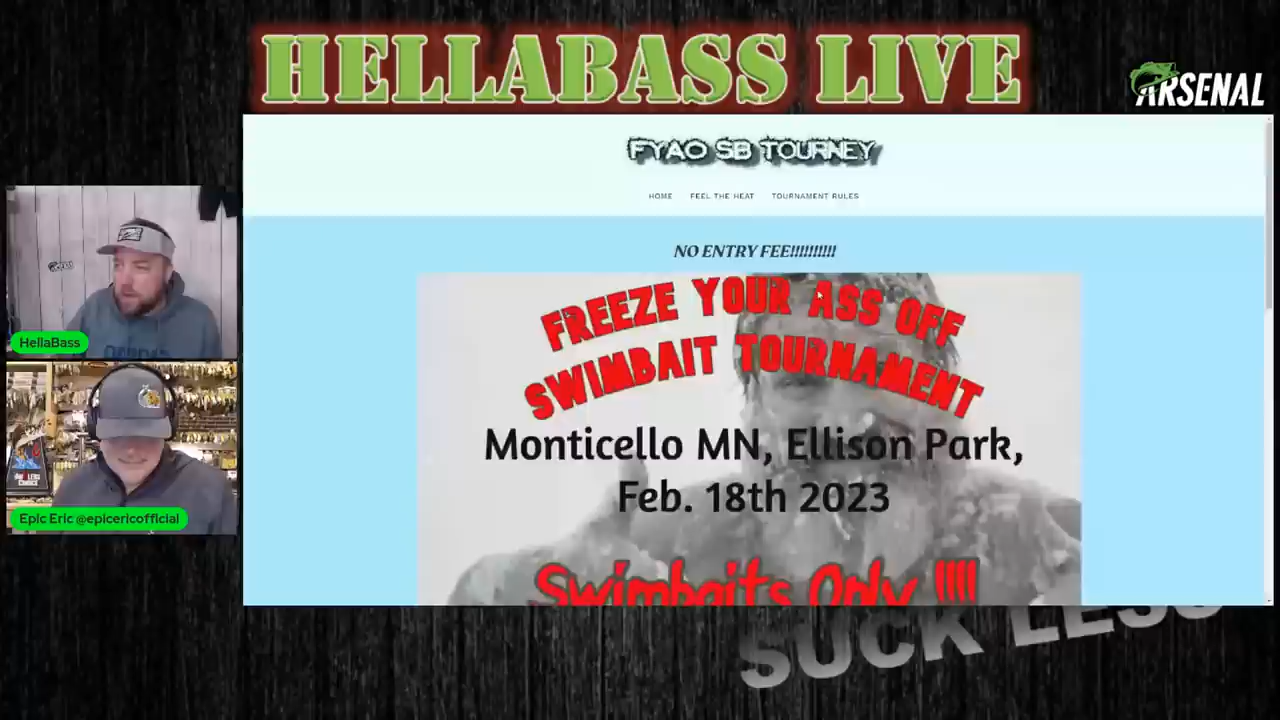 HELLABASS LIVE
ARSENAL
FYAO SB TOURNEY
HOME FEEL THE HEAT TOURNAMENT RULES
NO ENTRY FEE!!!!!!!!!!
FREEZE YOUR ASS OFF
SWIMBAIT TOURNAMENT
Monticello MN, Ellison Park,
Feb. 18th 2023
Swimbaits Only !!!!
HellaBass
Epic Eric @epicericofficial
SUCK LESS